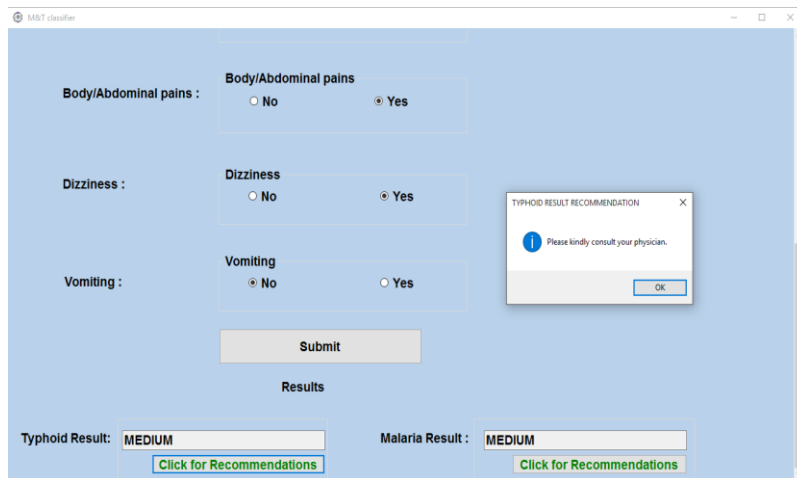 M&T classifier
Body/Abdominal pains
Body/Abdominal pains :
No Yes
Dizziness
Dizziness :
No Yes
TYPHOID RESULT RECOMMENDATION
Please kindly consult your physician.
OK
Vomiting
Vomiting :
No Yes
Submit
Results
Typhoid Result: MEDIUM
Click for Recommendations
Malaria Result : MEDIUM
Click for Recommendations